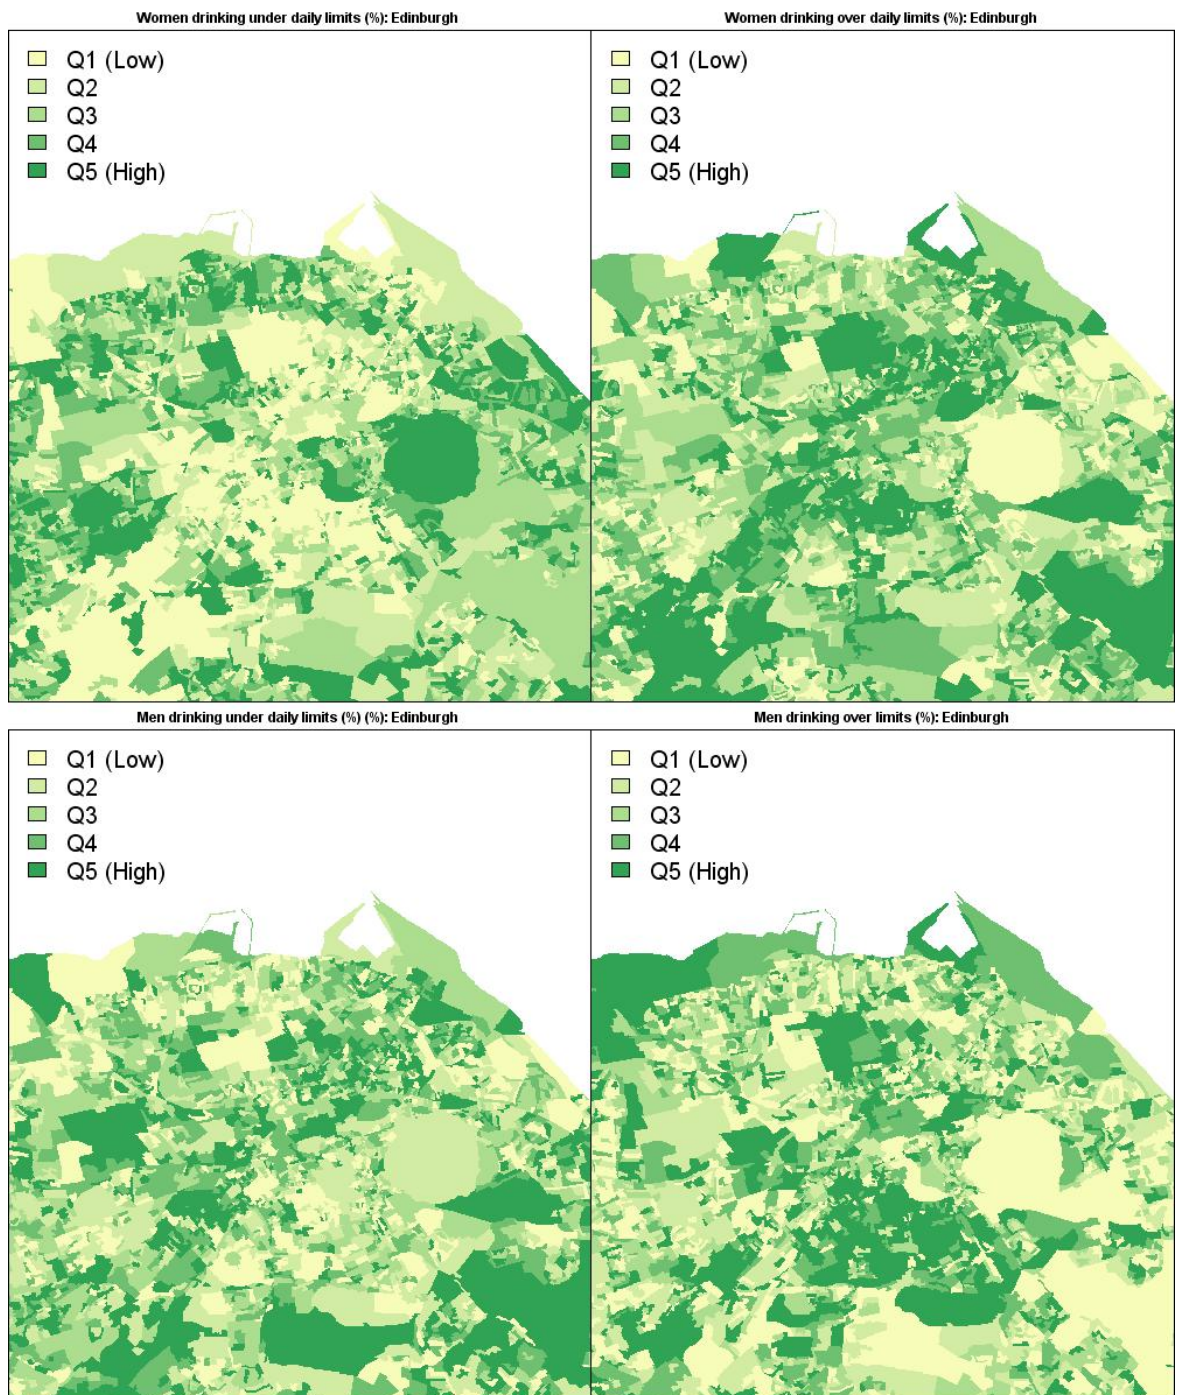 Women drinking under daily limits (%): Edinburgh
Q1 (Low)
Q2
Q3
Q4
Q5 (High)
Women drinking over daily limits (%): Edinburgh
Q1 (Low)
Q2
Q3
Q4
Q5 (High)
Men drinking under daily limits (%) (%): Edinburgh
Q1 (Low)
Q2
Q3
Q4
Q5 (High)
Men drinking over limits (%): Edinburgh
Q1 (Low)
Q2
Q3
Q4
Q5 (High)